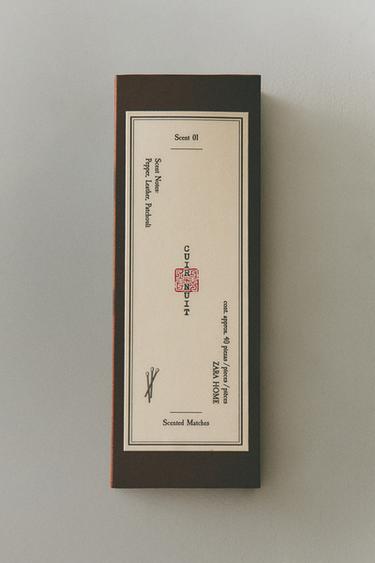 Scent 01
Scent Notes:
Pepper, Leather, Patchouli
CUIR NUIT
cont. approx. 40 piezas / pieces / pièces
ZARA HOME
Scented Matches